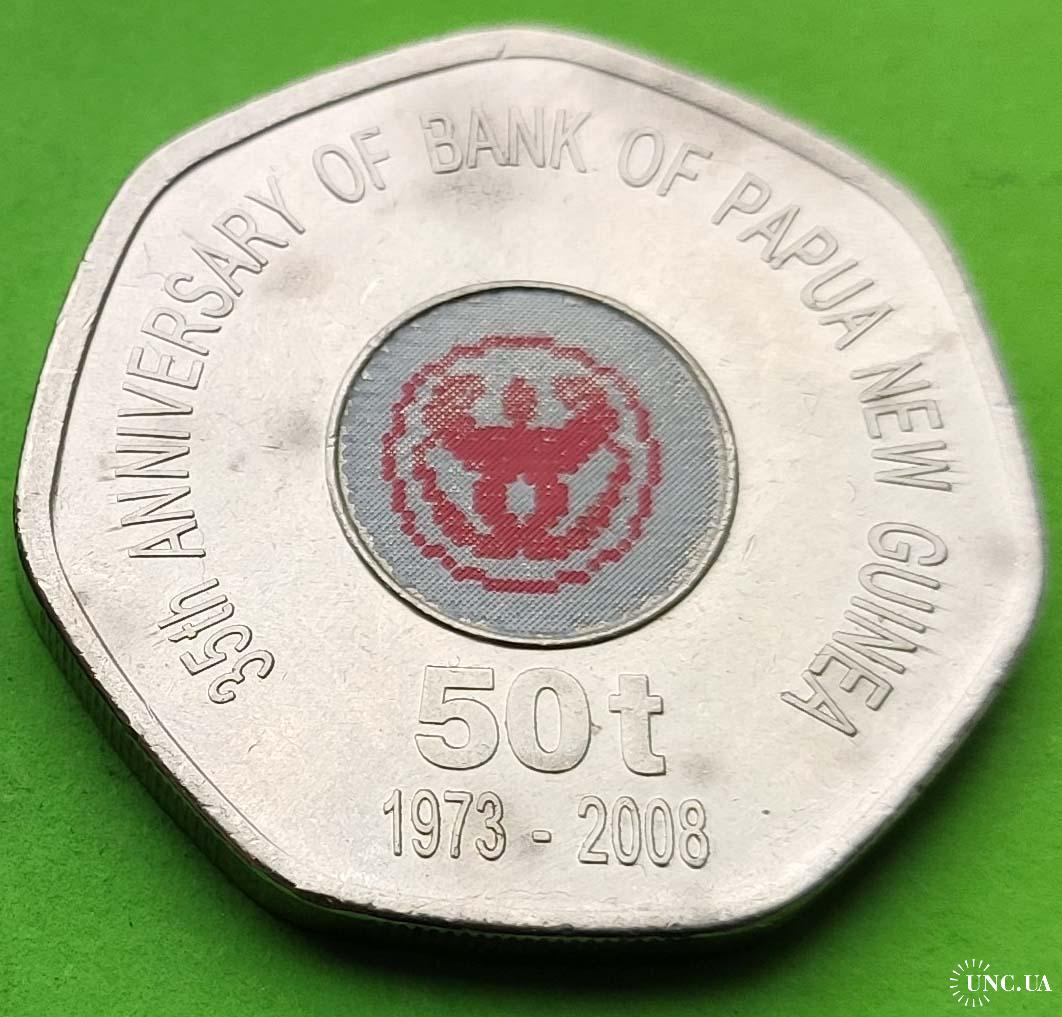 35th ANNIVERSARY OF BANK OF PAPUA NEW GUINEA
50t
1973 - 2008
UNC.UA